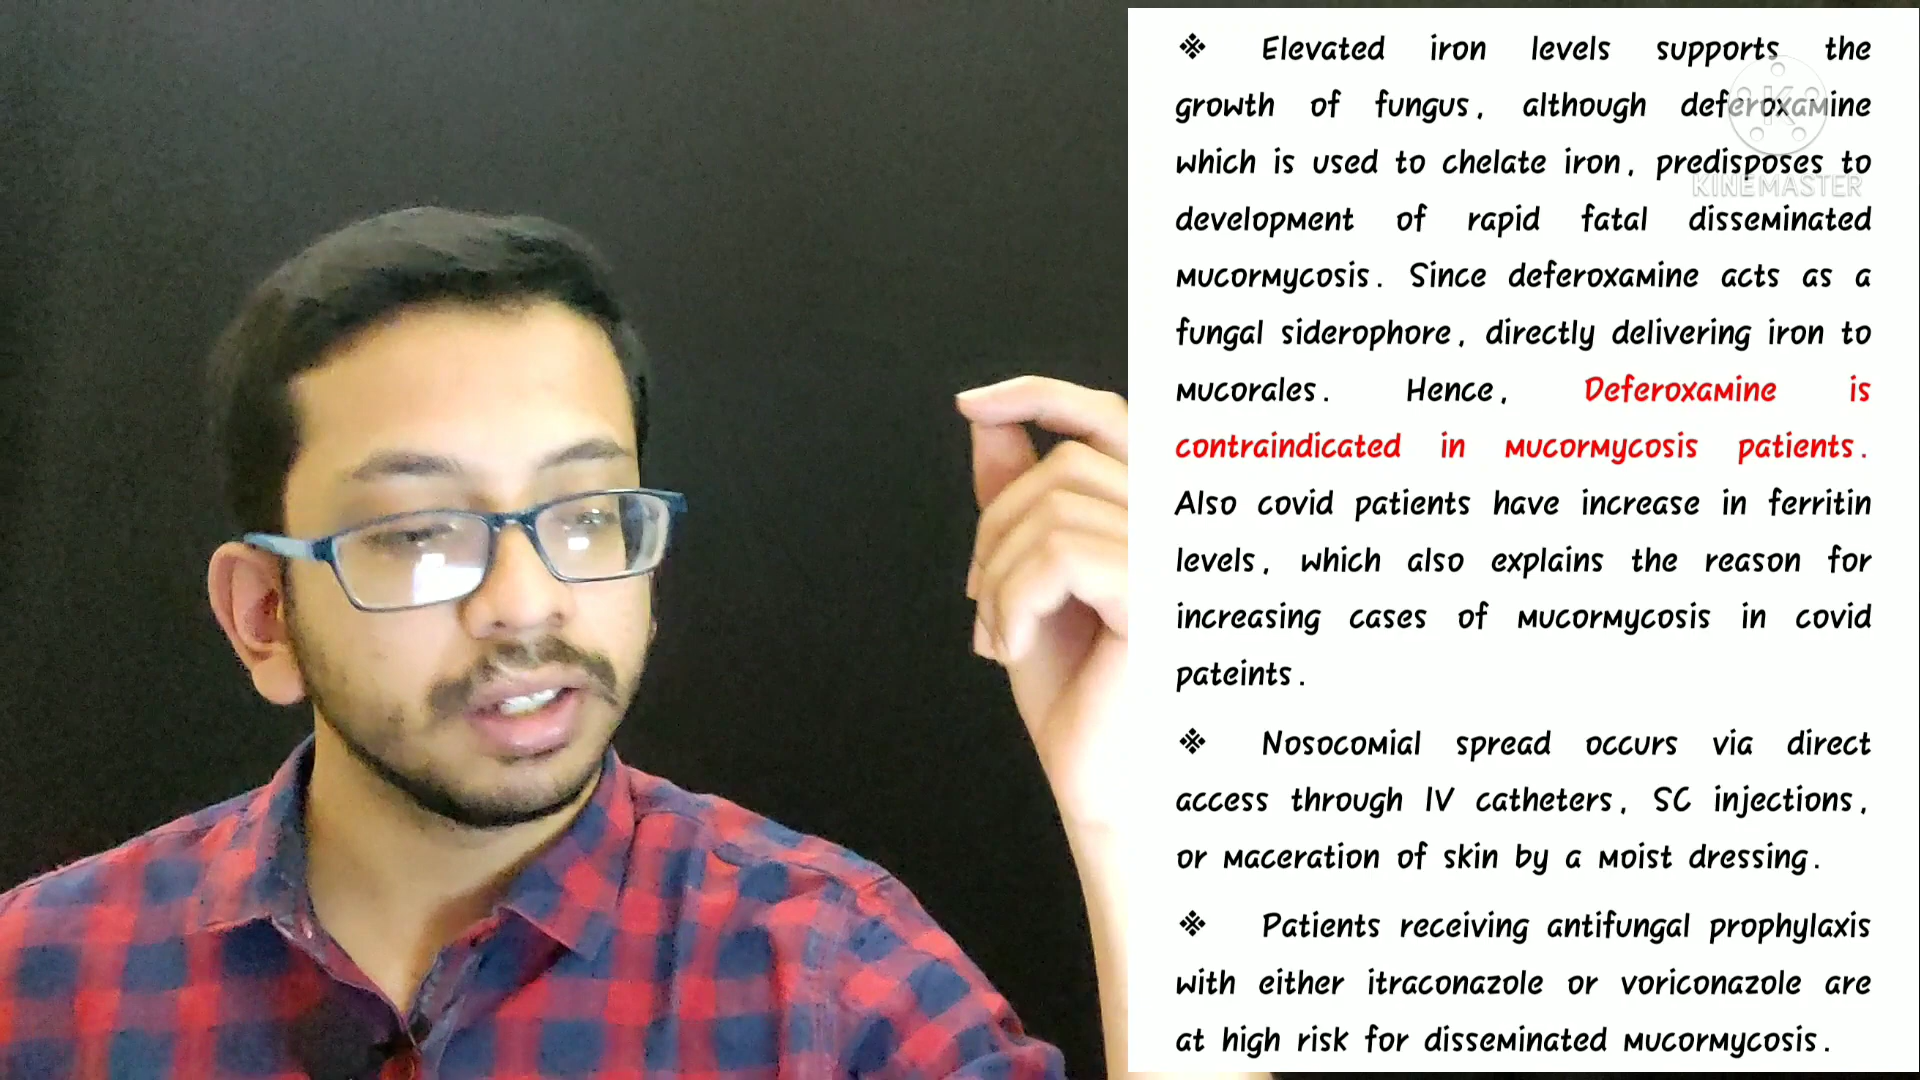 ❖ Elevated iron levels supports the
growth of fungus, although deferoxamine
which is used to chelate iron, predisposes to
development of rapid fatal disseminated
mucormycosis. Since deferoxamine acts as a
fungal siderophore, directly delivering iron to
mucorales. Hence, Deferoxamine is
contraindicated in mucormycosis patients.
Also covid patients have increase in ferritin
levels, which also explains the reason for
increasing cases of mucormycosis in covid
pateints.
❖ Nosocomial spread occurs via direct
access through IV catheters, SC injections,
or maceration of skin by a moist dressing.
❖ Patients receiving antifungal prophylaxis
with either itraconazole or voriconazole are
at high risk for disseminated mucormycosis.
K
KINEMASTER